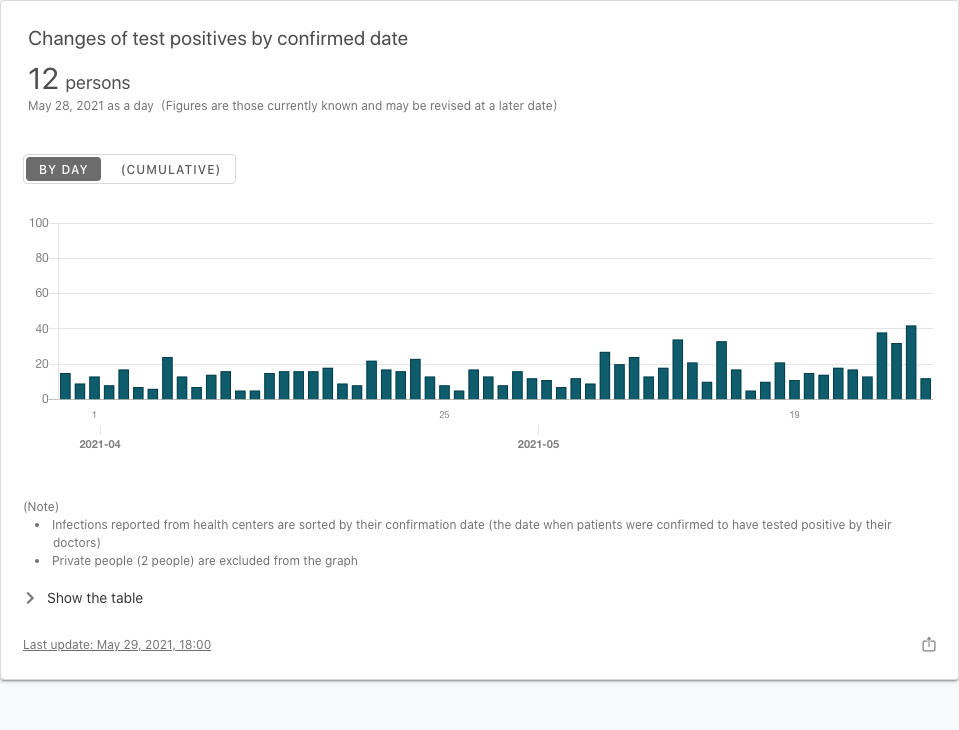 Changes of test positives by confirmed date
12 persons
May 28, 2021 as a day (Figures are those currently known and may be revised at a later date)
BY DAY (CUMULATIVE)
100
80
60
40
20
0
1 25 19
2021-04 2021-05
(Note)
• Infections reported from health centers are sorted by their confirmation date (the date when patients were confirmed to have tested positive by their
doctors)
• Private people (2 people) are excluded from the graph
Show the table
Last update: May 29, 2021, 18:00